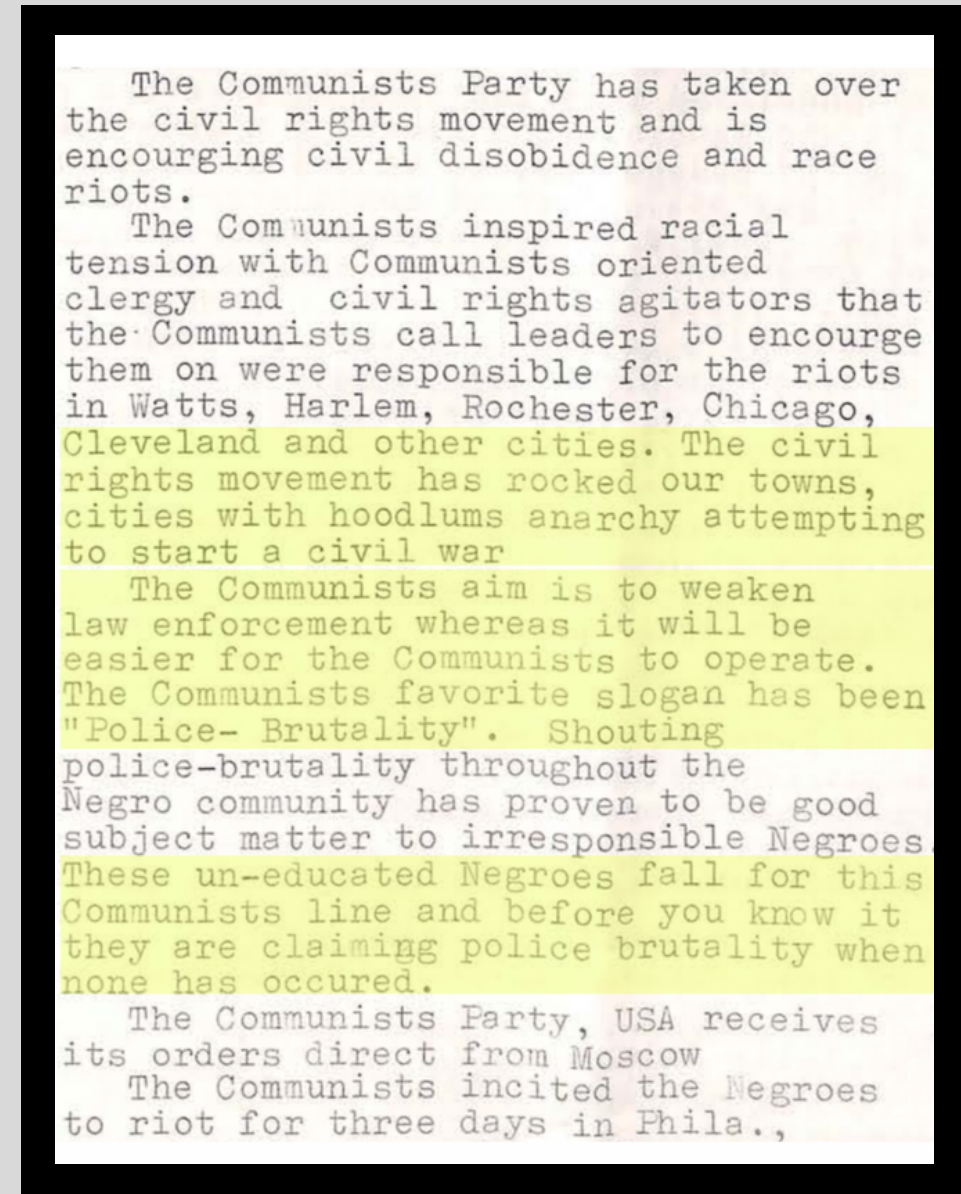 The Communists Party has taken over
the civil rights movement and is
encourging civil disobidence and race
riots.
The Communists inspired racial
tension with Communists oriented
clergy and civil rights agitators that
the Communists call leaders to encourge
them on were responsible for the riots
in Watts, Harlem, Rochester, Chicago,
Cleveland and other cities. The civil
rights movement has rocked our towns,
cities with hoodlums anarchy attempting
to start a civil war
The Communists aim is to weaken
law enforcement whereas it will be
easier for the Communists to operate.
The Communists favorite slogan has been
"Police- Brutality". Shouting
police-brutality throughout the
Negro community has proven to be good
subject matter to irresponsible Negroes.
These un-educated Negroes fall for this
Communists line and before you know it
they are claiming police brutality when
none has occured.
The Communists Party, USA receives
its orders direct from Moscow
The Communists incited the Negroes
to riot for three days in Phila.,